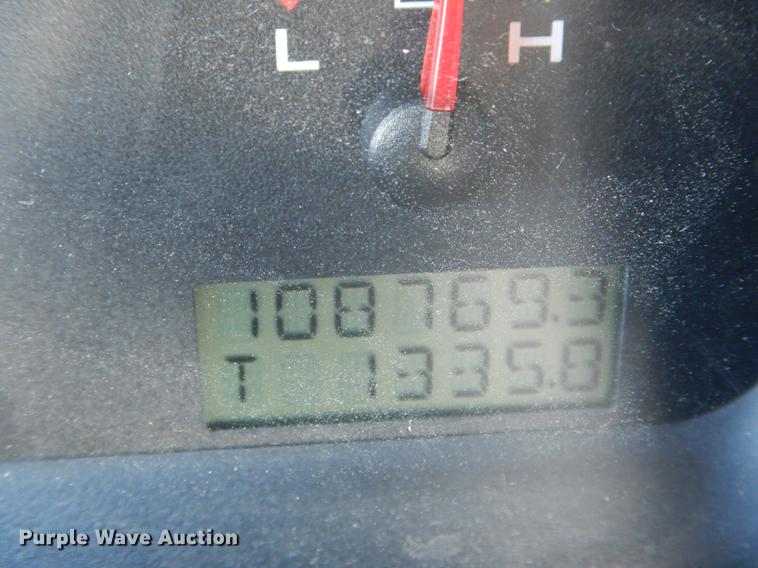 L H
108769.3
T 1335.8
Purple Wave Auction